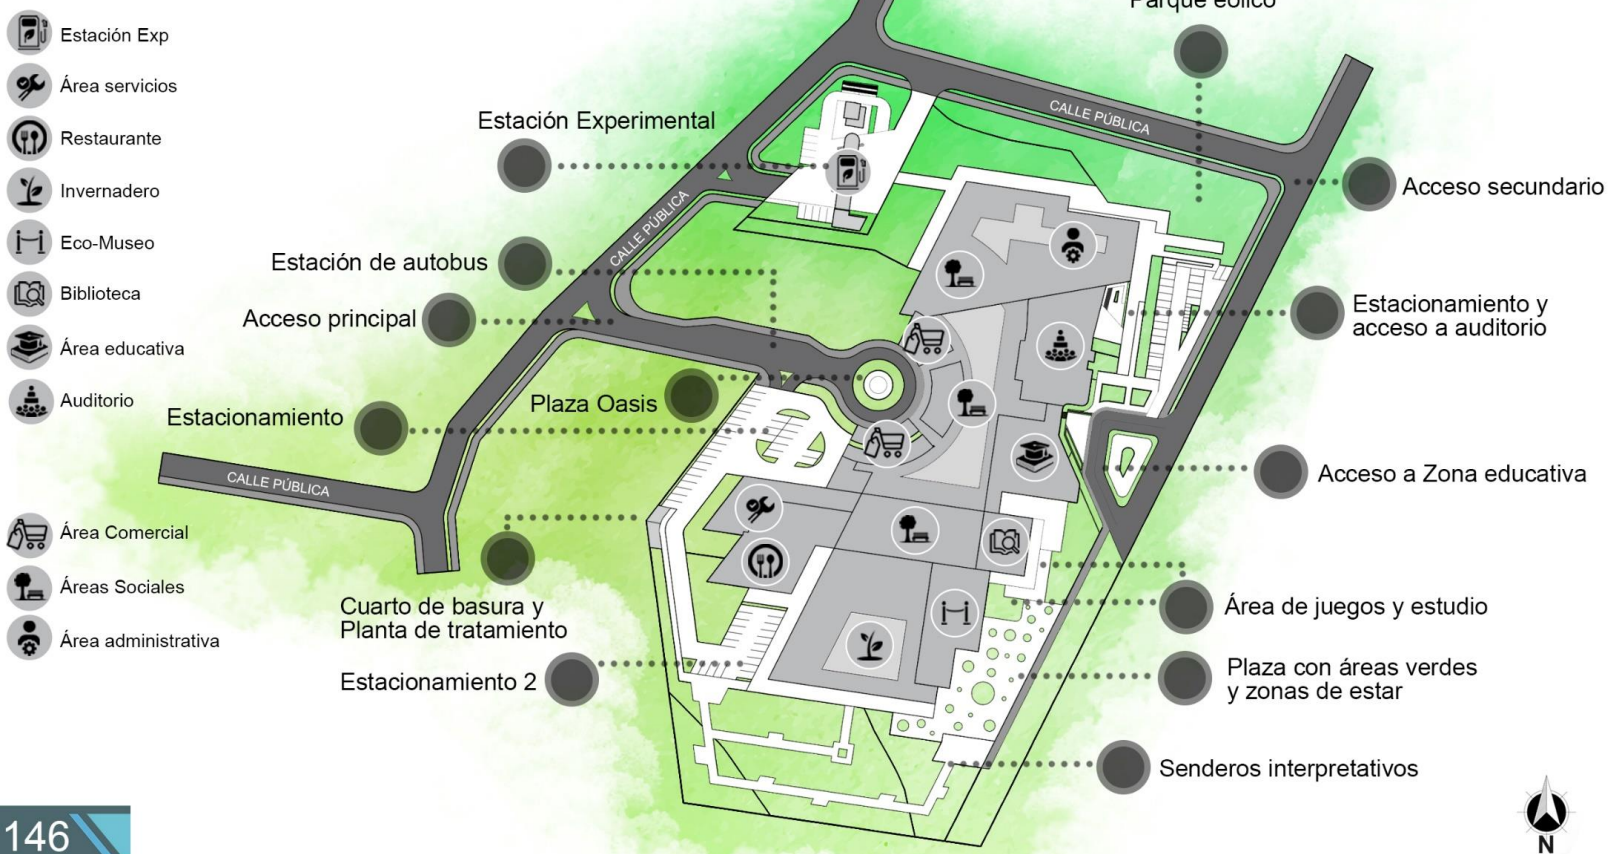 Estación Exp
Área servicios
Restaurante
Invernadero
Eco-Museo
Biblioteca
Área educativa
Auditorio
Área Comercial
Áreas Sociales
Área administrativa
Parque eólico
Estación Experimental
CALLE PÚBLICA
Acceso secundario
CALLE PÚBLICA
Estación de autobus
Acceso principal
Estacionamiento y
acceso a auditorio
Plaza Oasis
Estacionamiento
CALLE PÚBLICA
Acceso a Zona educativa
Cuarto de basura y
Planta de tratamiento
Área de juegos y estudio
Estacionamiento 2
Plaza con áreas verdes
y zonas de estar
Senderos interpretativos
146
N